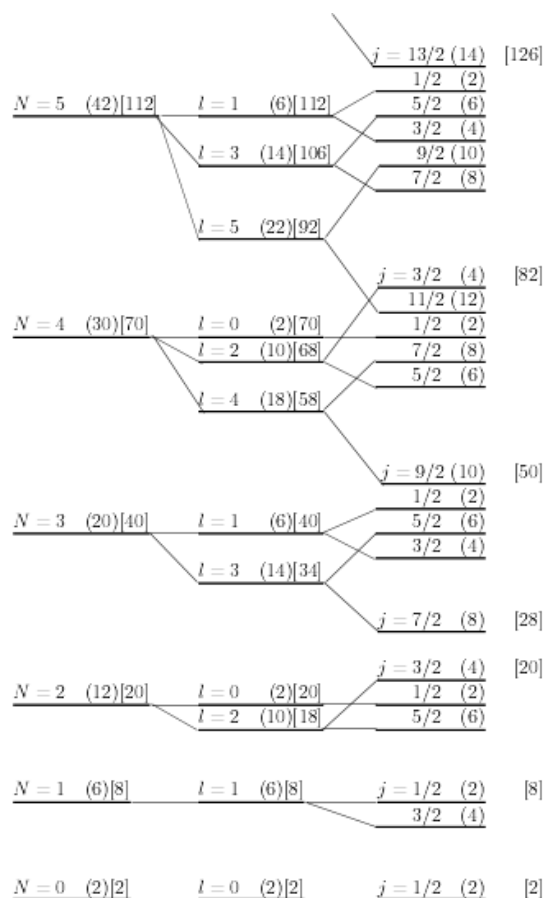 j = 13/2 (14) [126]
1/2 (2)
N = 5 (42)[112] l = 1 (6)[112] 5/2 (6)
3/2 (4)
l = 3 (14)[106] 9/2 (10)
7/2 (8)
l = 5 (22)[92]
j = 3/2 (4) [82]
11/2 (12)
N = 4 (30)[70] l = 0 (2)[70] 1/2 (2)
l = 2 (10)[68] 7/2 (8)
5/2 (6)
l = 4 (18)[58]
j = 9/2 (10) [50]
1/2 (2)
N = 3 (20)[40] l = 1 (6)[40] 5/2 (6)
3/2 (4)
l = 3 (14)[34]
j = 7/2 (8) [28]
j = 3/2 (4) [20]
N = 2 (12)[20] l = 0 (2)[20] 1/2 (2)
l = 2 (10)[18] 5/2 (6)
N = 1 (6)[8] l = 1 (6)[8] j = 1/2 (2) [8]
3/2 (4)
N = 0 (2)[2] l = 0 (2)[2] j = 1/2 (2) [2]